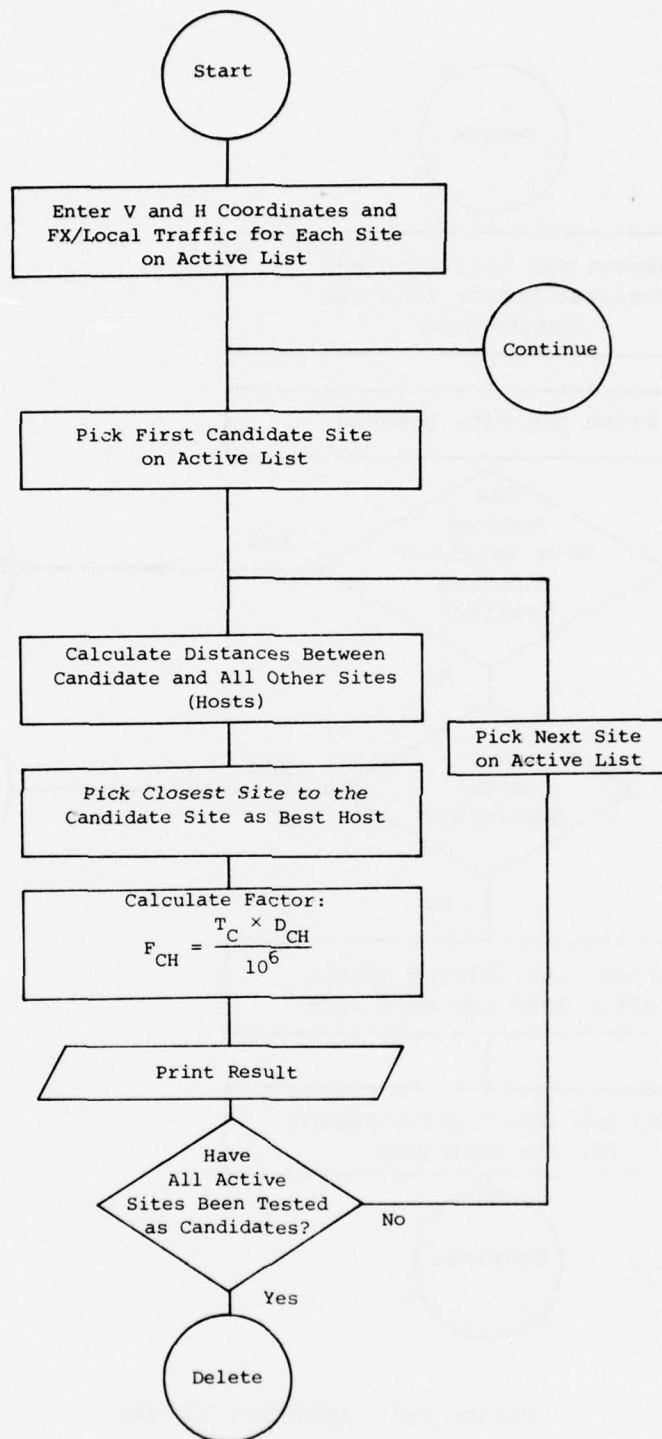 Start
Enter V and H Coordinates and
FX/Local Traffic for Each Site
on Active List
Continue
Pick First Candidate Site
on Active List
Calculate Distances Between
Candidate and All Other Sites
(Hosts)
Pick Next Site
on Active List
Pick Closest Site to the
Candidate Site as Best Host
Calculate Factor:
F_CH = T_C × D_CH / 10^6
Print Result
Have
All Active
Sites Been Tested
as Candidates?
No
Yes
Delete